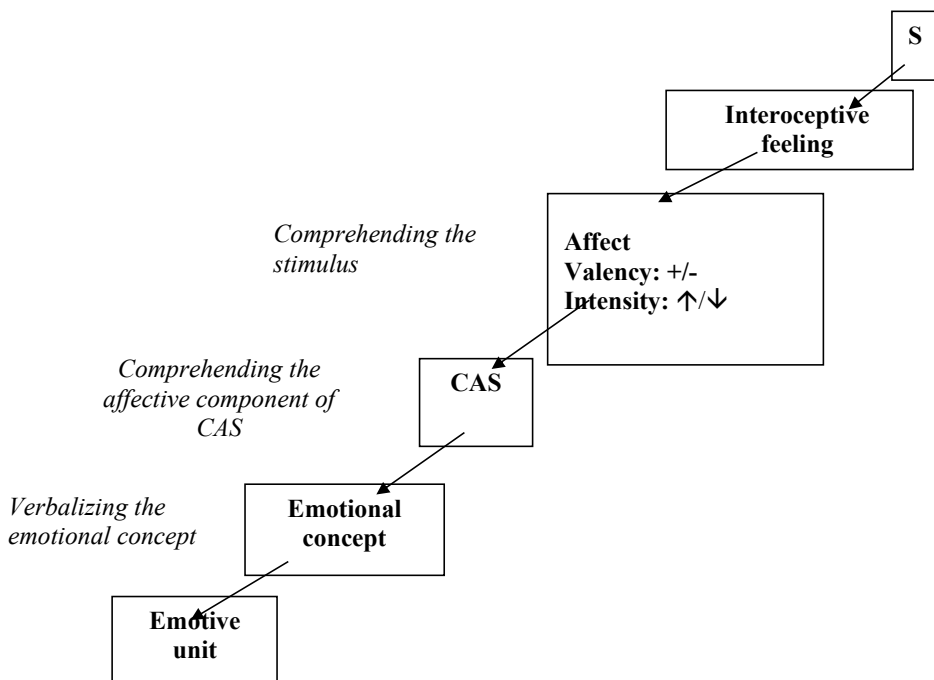 S
Interoceptive
feeling
Comprehending the
stimulus
Affect
Valency: +/-
Intensity: ↑/↓
Comprehending the
affective component of
CAS
CAS
Verbalizing the
emotional concept
Emotional
concept
Emotive
unit